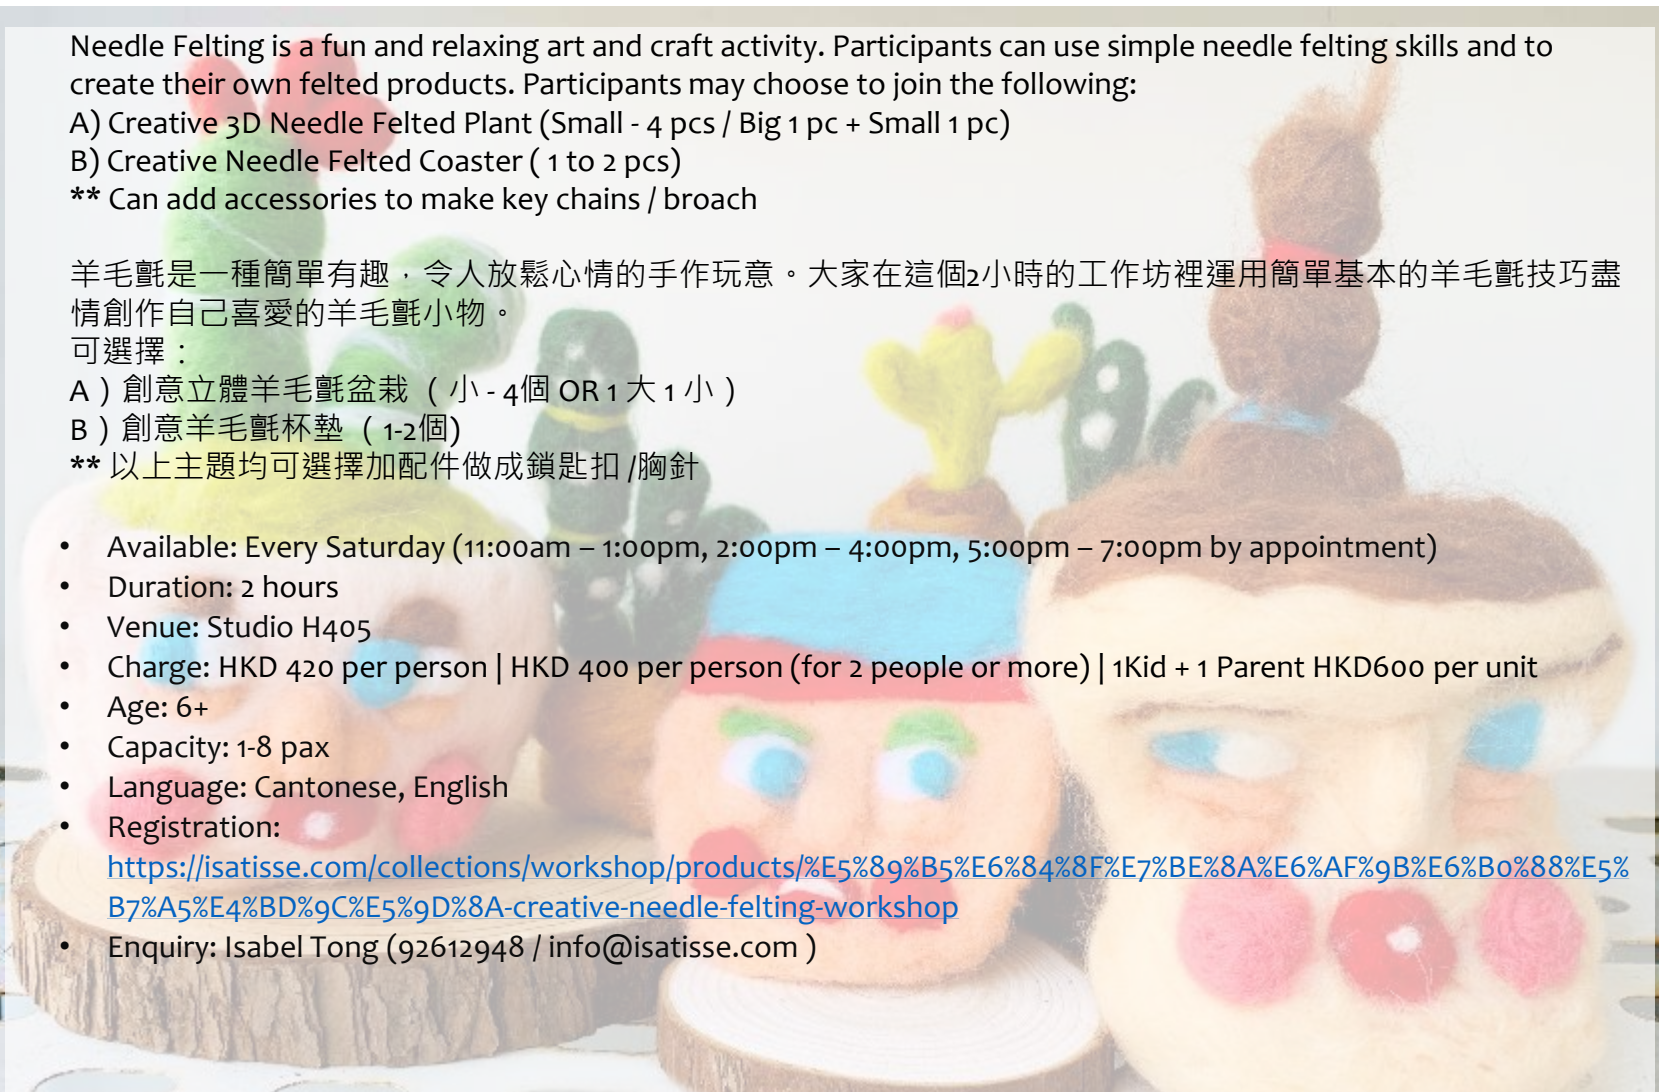 Needle Felting is a fun and relaxing art and craft activity. Participants can use simple needle felting skills and to
create their own felted products. Participants may choose to join the following:
A) Creative 3D Needle Felted Plant (Small - 4 pcs / Big 1 pc + Small 1 pc)
B) Creative Needle Felted Coaster ( 1 to 2 pcs)
** Can add accessories to make key chains / broach
羊毛氈是一種簡單有趣，令人放鬆心情的手作玩意。大家在這個2小時的工作坊裡運用簡單基本的羊毛氈技巧盡
情創作自己喜愛的羊毛氈小物。
可選擇：
A）創意立體羊毛氈盆栽 （小 - 4個 OR 1 大 1 小）
B）創意羊毛氈杯墊 （1-2個)
** 以上主題均可選擇加配件做成鎖匙扣 /胸針
• Available: Every Saturday (11:00am – 1:00pm, 2:00pm – 4:00pm, 5:00pm – 7:00pm by appointment)
• Duration: 2 hours
• Venue: Studio H405
• Charge: HKD 420 per person | HKD 400 per person (for 2 people or more) | 1Kid + 1 Parent HKD600 per unit
• Age: 6+
• Capacity: 1-8 pax
• Language: Cantonese, English
• Registration:
https://isatisse.com/collections/workshop/products/%E5%89%B5%E6%84%8F%E7%BE%8A%E6%AF%9B%E6%B0%88%E5%
B7%A5%E4%BD%9C%E5%9D%8A-creative-needle-felting-workshop
• Enquiry: Isabel Tong (92612948 / info@isatisse.com )